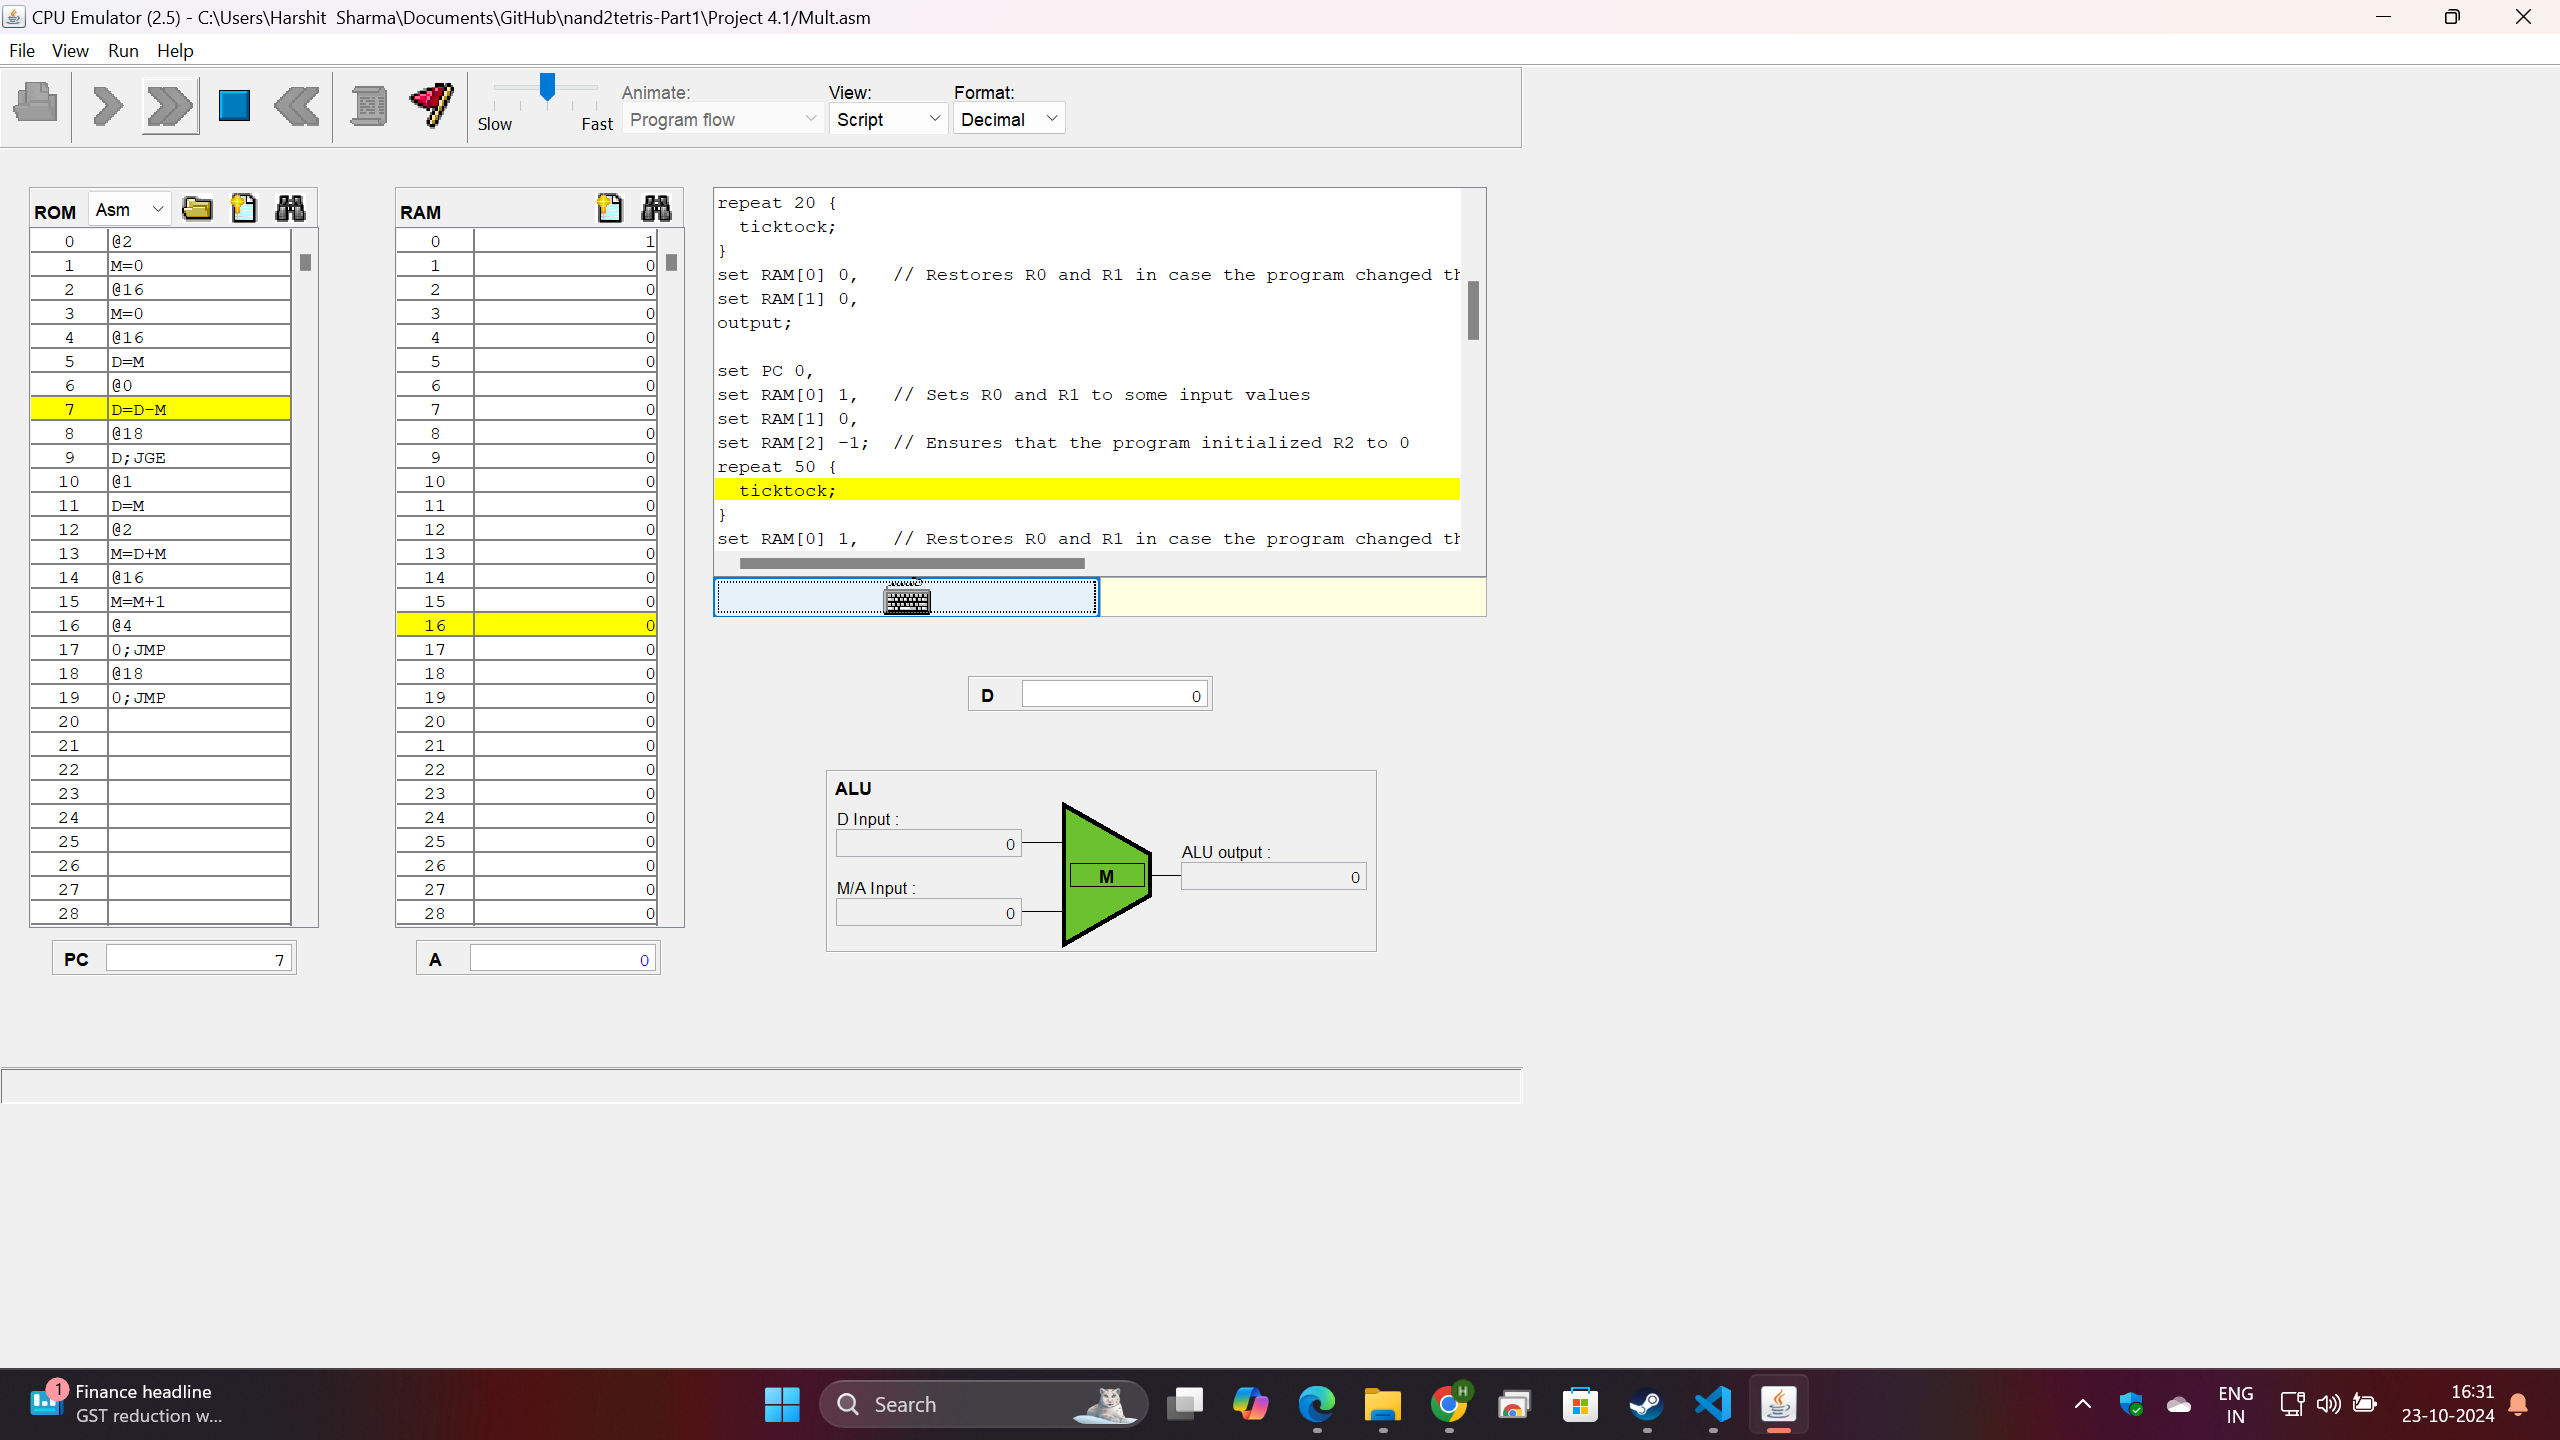 CPU Emulator (2.5) - C:\Users\Harshit  Sharma\Documents\GitHub\nand2tetris-Part1\Project 4.1/Mult.asm
File View Run Help
Slow Fast
Animate:
Program flow
View:
Script
Format:
Decimal
ROM Asm
0 @2
1 M=0
2 @16
3 M=0
4 @16
5 D=M
6 @0
7 D=D-M
8 @18
9 D;JGE
10 @1
11 D=M
12 @2
13 M=D+M
14 @16
15 M=M+1
16 @4
17 0;JMP
18 @18
19 0;JMP
20
21
22
23
24
25
26
27
28
PC 7
RAM
0 1
1 0
2 0
3 0
4 0
5 0
6 0
7 0
8 0
9 0
10 0
11 0
12 0
13 0
14 0
15 0
16 0
17 0
18 0
19 0
20 0
21 0
22 0
23 0
24 0
25 0
26 0
27 0
28 0
A 0
repeat 20 {
  ticktock;
}
set RAM[0] 0,   // Restores R0 and R1 in case the program changed th
set RAM[1] 0,
output;
set PC 0,
set RAM[0] 1,   // Sets R0 and R1 to some input values
set RAM[1] 0,
set RAM[2] -1;  // Ensures that the program initialized R2 to 0
repeat 50 {
  ticktock;
}
set RAM[0] 1,   // Restores R0 and R1 in case the program changed th
D 0
ALU
D Input :
0
M/A Input :
0
M
ALU output :
0
1
Finance headline
GST reduction w...
Search
H
ENG
IN
16:31
23-10-2024